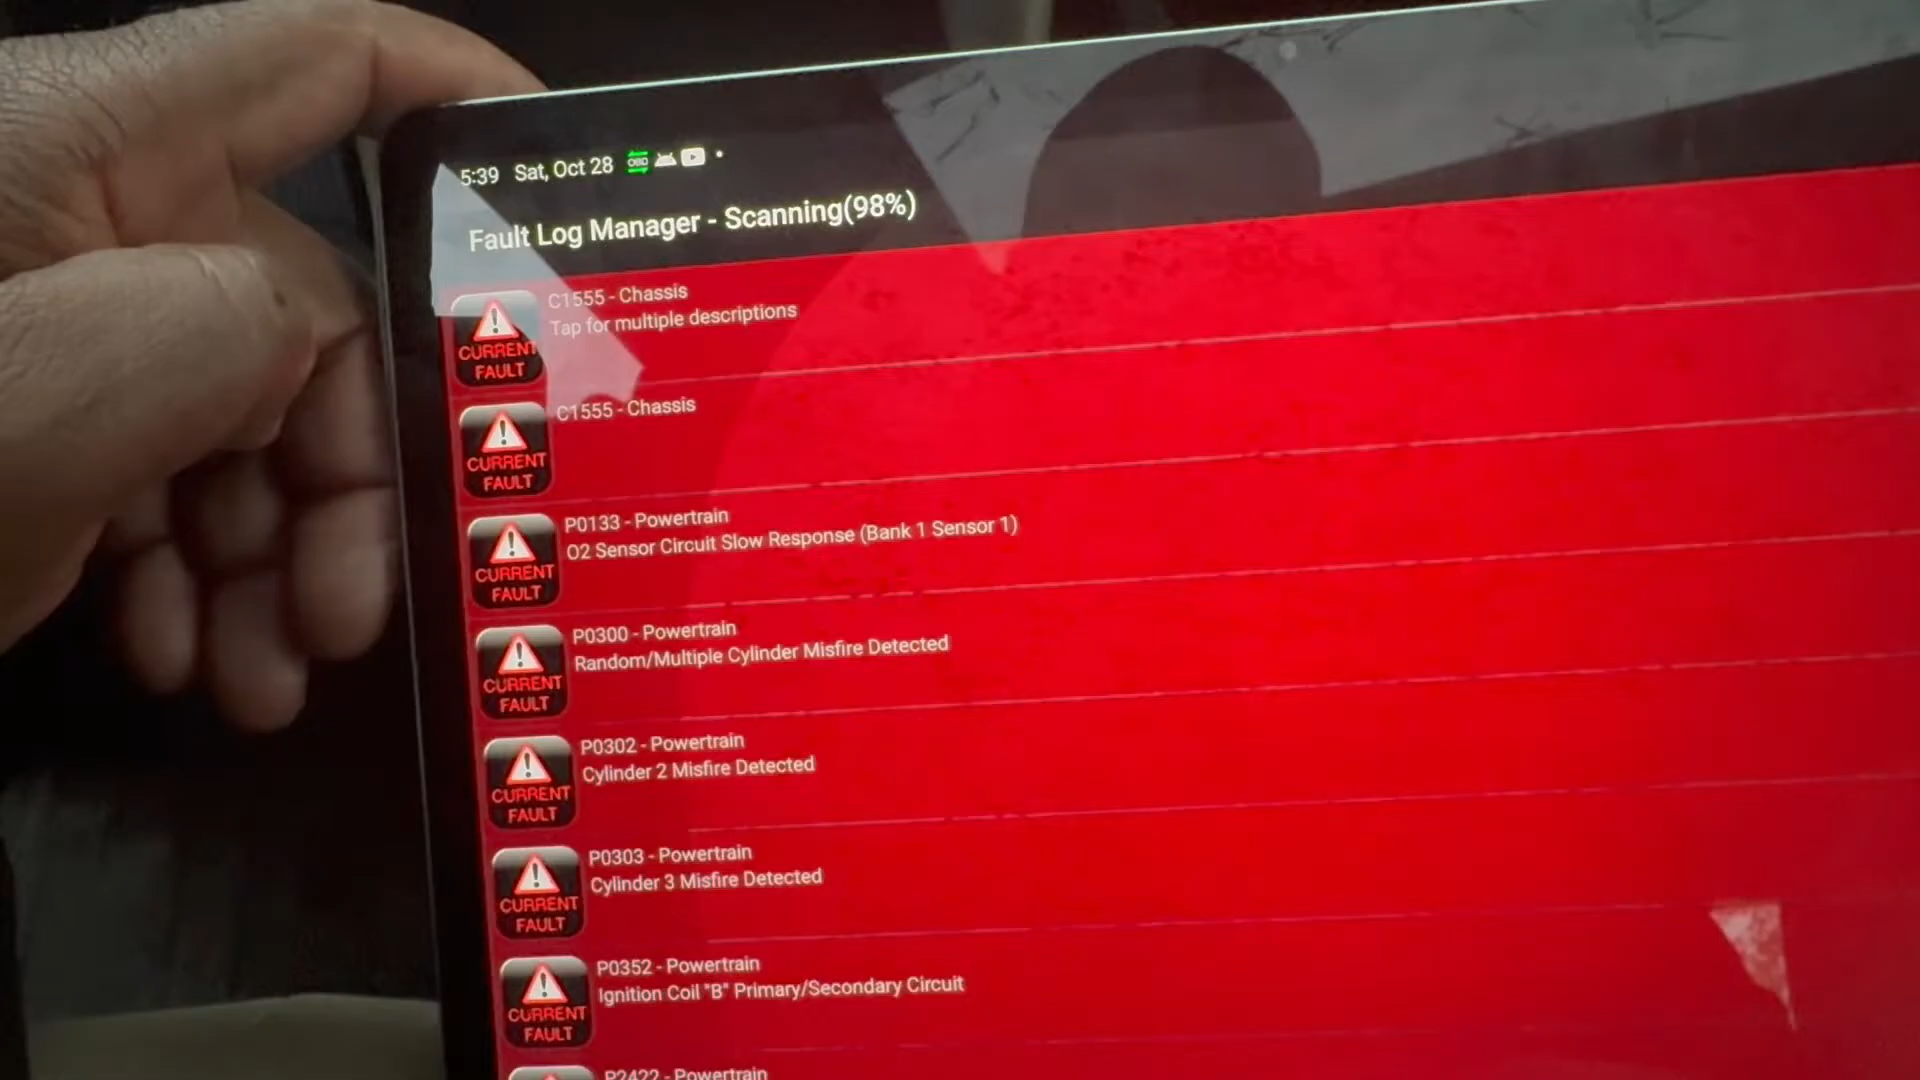 5:39 Sat, Oct 28 OBD
Fault Log Manager - Scanning(98%)
C1555 - Chassis
Tap for multiple descriptions
CURRENT
FAULT
C1555 - Chassis
CURRENT
FAULT
P0133 - Powertrain
O2 Sensor Circuit Slow Response (Bank 1 Sensor 1)
CURRENT
FAULT
P0300 - Powertrain
Random/Multiple Cylinder Misfire Detected
CURRENT
FAULT
P0302 - Powertrain
Cylinder 2 Misfire Detected
CURRENT
FAULT
P0303 - Powertrain
Cylinder 3 Misfire Detected
CURRENT
FAULT
P0352 - Powertrain
Ignition Coil "B" Primary/Secondary Circuit
CURRENT
FAULT
P2422 - Powertrain